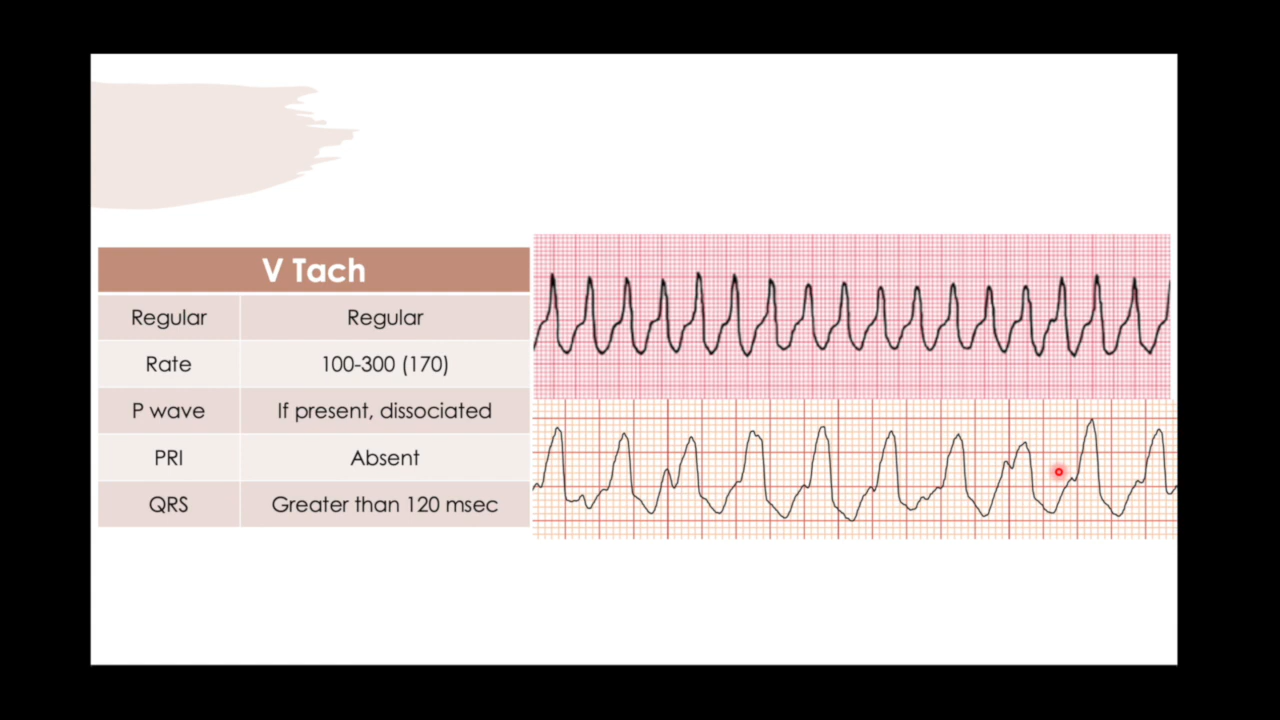 V Tach
Regular Regular
Rate 100-300 (170)
P wave If present, dissociated
PRI Absent
QRS Greater than 120 msec